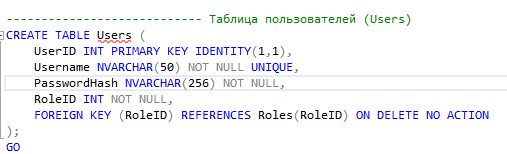 ---------------------------- Таблица пользователей (Users)
CREATE TABLE Users (
    UserID INT PRIMARY KEY IDENTITY(1,1),
    Username NVARCHAR(50) NOT NULL UNIQUE,
    PasswordHash NVARCHAR(256) NOT NULL,
    RoleID INT NOT NULL,
    FOREIGN KEY (RoleID) REFERENCES Roles(RoleID) ON DELETE NO ACTION
);
GO